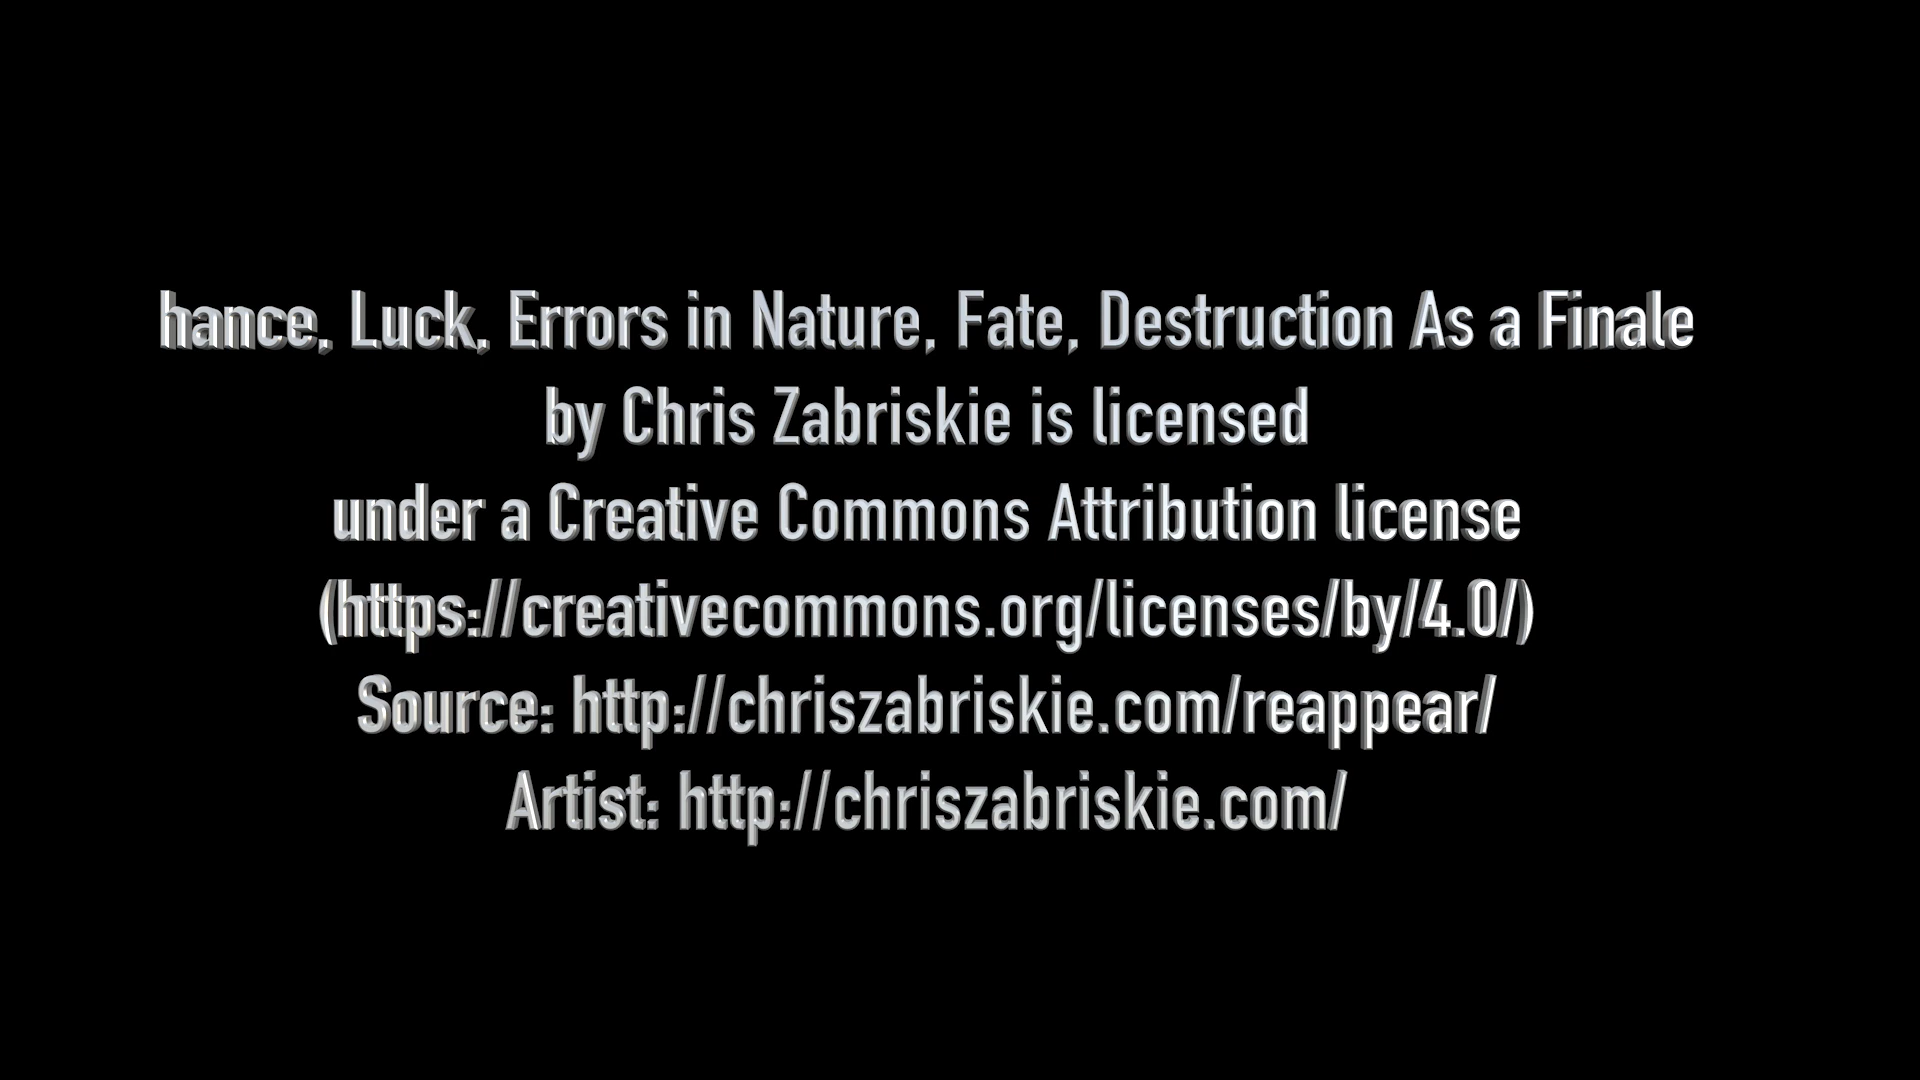 hance, Luck, Errors in Nature, Fate, Destruction As a Finale
by Chris Zabriskie is licensed
under a Creative Commons Attribution license
(https://creativecommons.org/licenses/by/4.0/)
Source: http://chriszabriskie.com/reappear/
Artist: http://chriszabriskie.com/